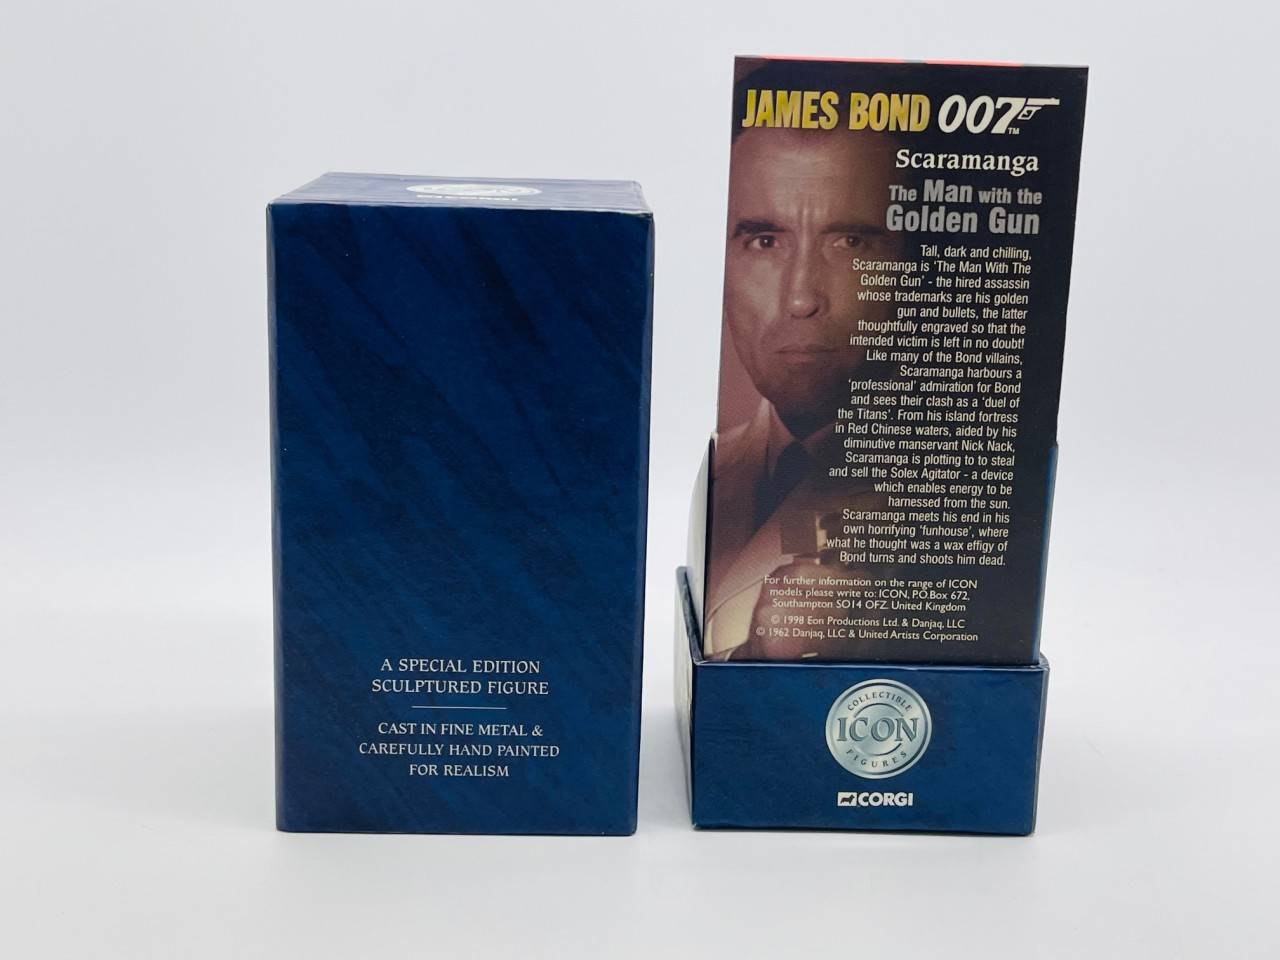 A SPECIAL EDITION
SCULPTURED FIGURE
CAST IN FINE METAL &
CAREFULLY HAND PAINTED
FOR REALISM
JAMES BOND 007™
Scaramanga
The Man with the
Golden Gun
Tall, dark and chilling,
Scaramanga is 'The Man With The
Golden Gun' - the hired assassin
whose trademarks are his golden
gun and bullets, the latter
thoughtfully engraved so that the
intended victim is left in no doubt!
Like many of the Bond villains,
Scaramanga harbours a
'professional' admiration for Bond
and sees their clash as a 'duel of
the Titans'. From his island fortress
in Red Chinese waters, aided by his
diminutive manservant Nick Nack,
Scaramanga is plotting to to steal
and sell the Solex Agitator - a device
which enables energy to be
harnessed from the sun.
Scaramanga meets his end in his
own horrifying 'funhouse', where
what he thought was a wax effigy of
Bond turns and shoots him dead.
For further information on the range of ICON
models please write to: ICON, P.O.Box 672,
Southampton SO14 OFZ. United Kingdom
© 1998 Eon Productions Ltd. & Danjaq, LLC
© 1962 Danjaq, LLC & United Artists Corporation
COLLECTIBLE
ICON
FIGURES
CORGI